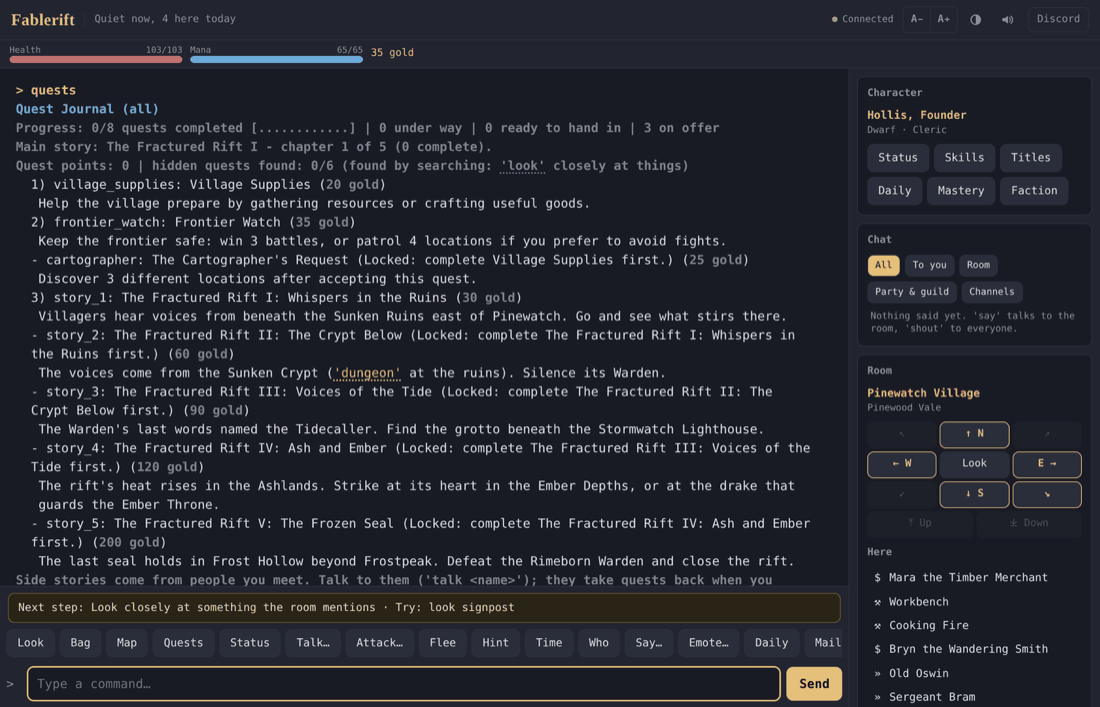 Fablerift
Quiet now, 4 here today
Connected
A−
A+
Discord
Health 103/103
Mana 65/65
35 gold
> quests
Quest Journal (all)
Progress: 0/8 quests completed [............] | 0 under way | 0 ready to hand in | 3 on offer
Main story: The Fractured Rift I - chapter 1 of 5 (0 complete).
Quest points: 0 | hidden quests found: 0/6 (found by searching: 'look' closely at things)
1) village_supplies: Village Supplies (20 gold)
Help the village prepare by gathering resources or crafting useful goods.
2) frontier_watch: Frontier Watch (35 gold)
Keep the frontier safe: win 3 battles, or patrol 4 locations if you prefer to avoid fights.
- cartographer: The Cartographer's Request (Locked: complete Village Supplies first.) (25 gold)
Discover 3 different locations after accepting this quest.
3) story_1: The Fractured Rift I: Whispers in the Ruins (30 gold)
Villagers hear voices from beneath the Sunken Ruins east of Pinewatch. Go and see what stirs there.
- story_2: The Fractured Rift II: The Crypt Below (Locked: complete The Fractured Rift I: Whispers in
the Ruins first.) (60 gold)
The voices come from the Sunken Crypt ('dungeon' at the ruins). Silence its Warden.
- story_3: The Fractured Rift III: Voices of the Tide (Locked: complete The Fractured Rift II: The
Crypt Below first.) (90 gold)
The Warden's last words named the Tidecaller. Find the grotto beneath the Stormwatch Lighthouse.
- story_4: The Fractured Rift IV: Ash and Ember (Locked: complete The Fractured Rift III: Voices of the
Tide first.) (120 gold)
The rift's heat rises in the Ashlands. Strike at its heart in the Ember Depths, or at the drake that
guards the Ember Throne.
- story_5: The Fractured Rift V: The Frozen Seal (Locked: complete The Fractured Rift IV: Ash and Ember
first.) (200 gold)
The last seal holds in Frost Hollow beyond Frostpeak. Defeat the Rimeborn Warden and close the rift.
Side stories come from people you meet. Talk to them ('talk <name>'); they take quests back when you
Next step: Look closely at something the room mentions · Try: look signpost
Look
Bag
Map
Quests
Status
Talk…
Attack…
Flee
Hint
Time
Who
Say…
Emote…
Daily
Mail
>
Type a command…
Send
Character
Hollis, Founder
Dwarf · Cleric
Status
Skills
Titles
Daily
Mastery
Faction
Chat
All
To you
Room
Party & guild
Channels
Nothing said yet. 'say' talks to the
room, 'shout' to everyone.
Room
Pinewatch Village
Pinewood Vale
↖
↑ N
↗
← W
Look
E →
↙
↓ S
↘
⤒ Up
⤓ Down
Here
$ Mara the Timber Merchant
⚒ Workbench
⚒ Cooking Fire
$ Bryn the Wandering Smith
» Old Oswin
» Sergeant Bram